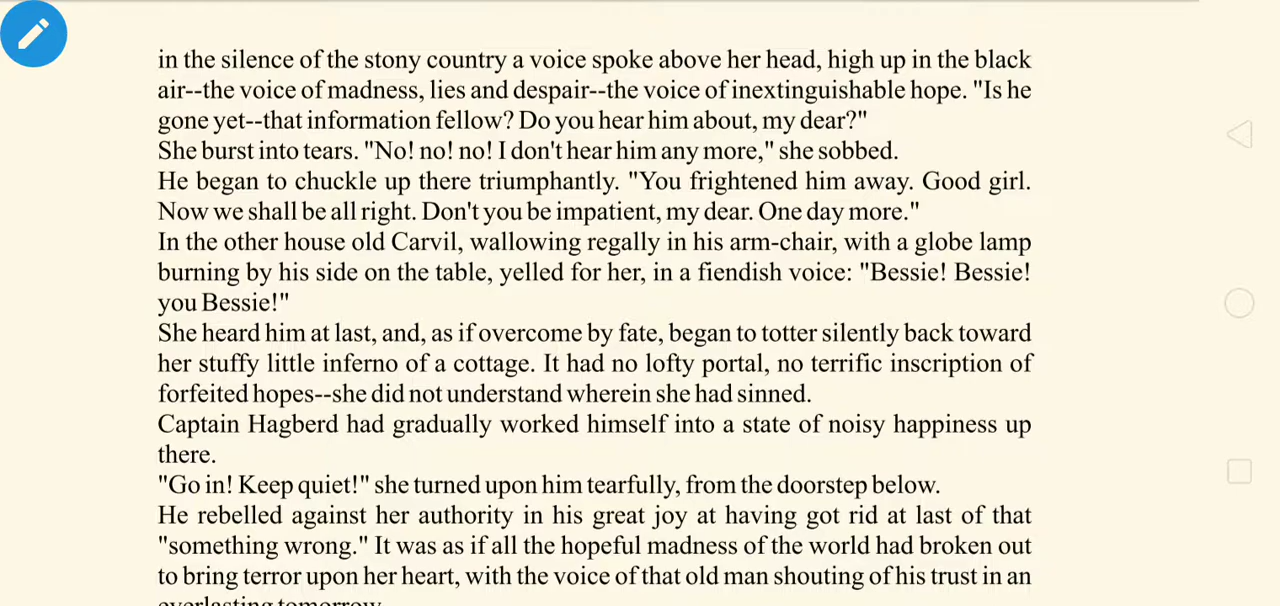 in the silence of the stony country a voice spoke above her head, high up in the black
air--the voice of madness, lies and despair--the voice of inextinguishable hope. "Is he
gone yet--that information fellow? Do you hear him about, my dear?"
She burst into tears. "No! no! no! I don't hear him any more," she sobbed.
He began to chuckle up there triumphantly. "You frightened him away. Good girl.
Now we shall be all right. Don't you be impatient, my dear. One day more."
In the other house old Carvil, wallowing regally in his arm-chair, with a globe lamp
burning by his side on the table, yelled for her, in a fiendish voice: "Bessie! Bessie!
you Bessie!"
She heard him at last, and, as if overcome by fate, began to totter silently back toward
her stuffy little inferno of a cottage. It had no lofty portal, no terrific inscription of
forfeited hopes--she did not understand wherein she had sinned.
Captain Hagberd had gradually worked himself into a state of noisy happiness up
there.
"Go in! Keep quiet!" she turned upon him tearfully, from the doorstep below.
He rebelled against her authority in his great joy at having got rid at last of that
"something wrong." It was as if all the hopeful madness of the world had broken out
to bring terror upon her heart, with the voice of that old man shouting of his trust in an
everlasting tomorrow.